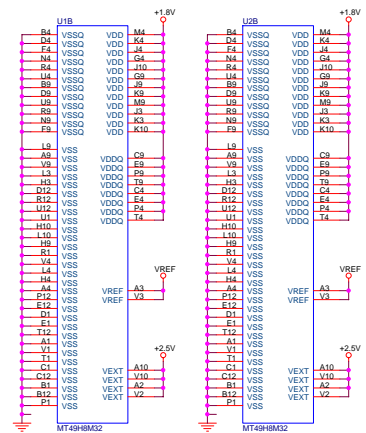 +1.8V
U1B
B4 VSSQ VDD M4
D4 VSSQ VDD K4
F4 VSSQ VDD J4
N4 VSSQ VDD G4
R4 VSSQ VDD J10
U4 VSSQ VDD G9
B9 VSSQ VDD J9
D9 VSSQ VDD K9
U9 VSSQ VDD M9
R9 VSSQ VDD J3
N9 VSSQ VDD K3
F9 VSSQ VDD K10
L9 VSS
A9 VSS VDDQ C9
V9 VSS VDDQ E9
L3 VSS VDDQ P9
H3 VSS VDDQ T9
D12 VSS VDDQ C4
R12 VSS VDDQ E4
U12 VSS VDDQ P4
U1 VSS VDDQ T4
H10 VSS
L10 VSS
H9 VSS
R1 VSS
V4 VSS
VREF
L4 VSS
H4 VSS
A4 VSS VREF A3
P12 VSS VREF V3
E12 VSS
D1 VSS
E1 VSS
T12 VSS
A1 VSS
+2.5V
V1 VSS
T1 VSS
C1 VSS VEXT A10
C12 VSS VEXT V10
B1 VSS VEXT A2
B12 VSS VEXT V2
P1 VSS
MT49H8M32
+1.8V
U2B
B4 VSSQ VDD M4
D4 VSSQ VDD K4
F4 VSSQ VDD J4
N4 VSSQ VDD G4
R4 VSSQ VDD J10
U4 VSSQ VDD G9
B9 VSSQ VDD J9
D9 VSSQ VDD K9
U9 VSSQ VDD M9
R9 VSSQ VDD J3
N9 VSSQ VDD K3
F9 VSSQ VDD K10
L9 VSS
A9 VSS VDDQ C9
V9 VSS VDDQ E9
L3 VSS VDDQ P9
H3 VSS VDDQ T9
D12 VSS VDDQ C4
R12 VSS VDDQ E4
U12 VSS VDDQ P4
U1 VSS VDDQ T4
H10 VSS
L10 VSS
H9 VSS
R1 VSS
V4 VSS
VREF
L4 VSS
H4 VSS
A4 VSS VREF A3
P12 VSS VREF V3
E12 VSS
D1 VSS
E1 VSS
T12 VSS
A1 VSS
+2.5V
V1 VSS
T1 VSS
C1 VSS VEXT A10
C12 VSS VEXT V10
B1 VSS VEXT A2
B12 VSS VEXT V2
P1 VSS
MT49H8M32